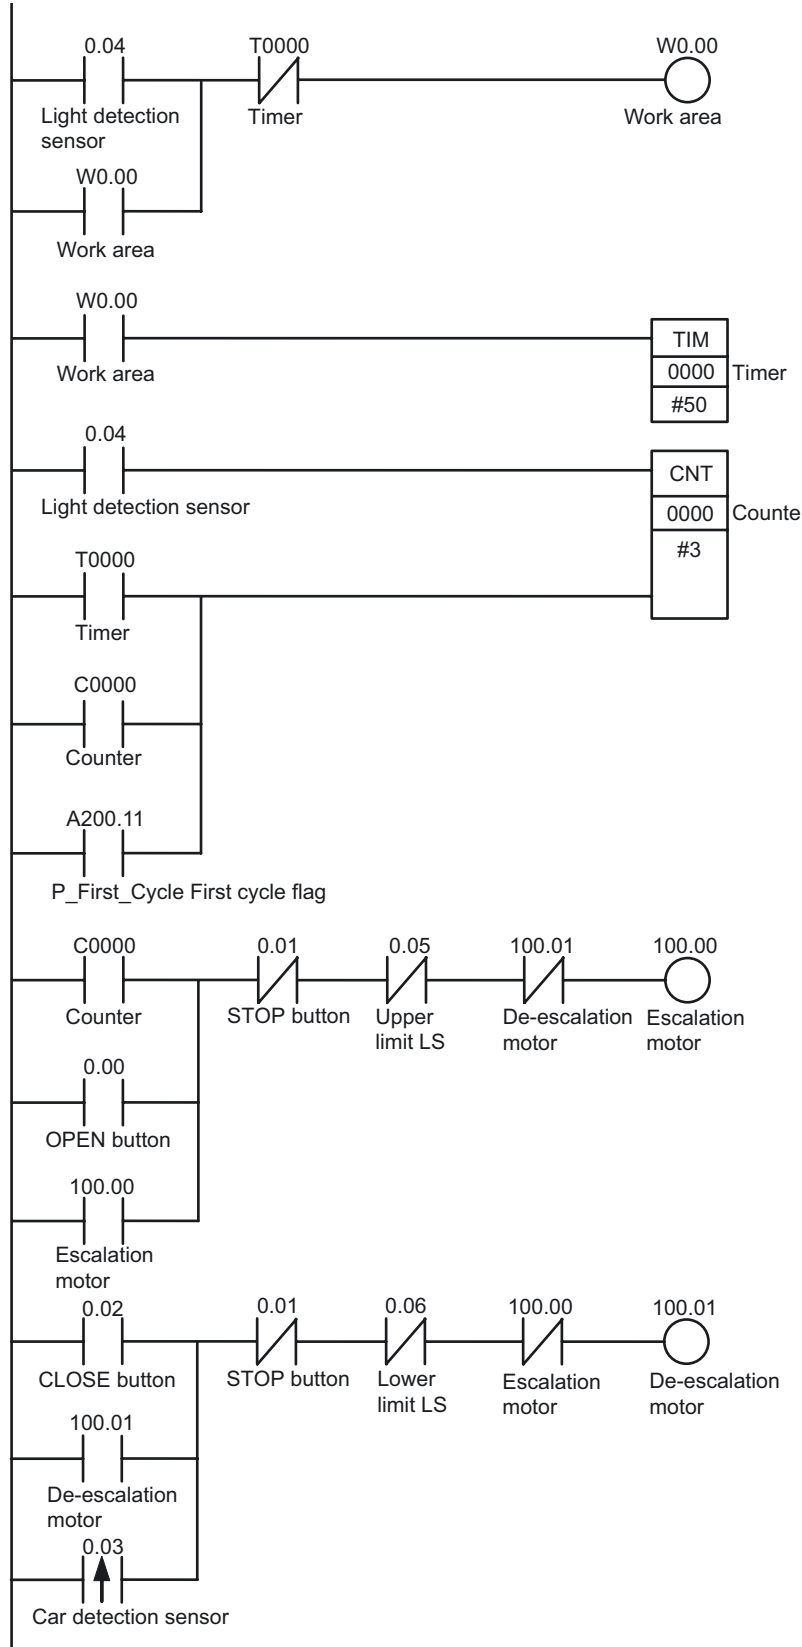 0.04 T0000 W0.00
Light detection Timer Work area
sensor
W0.00
Work area
W0.00
TIM
Work area 0000 Timer
#50
0.04
CNT
Light detection sensor 0000 Counte
#3
T0000
Timer
C0000
Counter
A200.11
P_First_Cycle First cycle flag
C0000 0.01 0.05 100.01 100.00
Counter STOP button Upper De-escalation Escalation
limit LS motor motor
0.00
OPEN button
100.00
Escalation
motor
0.02 0.01 0.06 100.00 100.01
CLOSE button STOP button Lower Escalation De-escalation
limit LS motor motor
100.01
De-escalation
motor
0.03
Car detection sensor